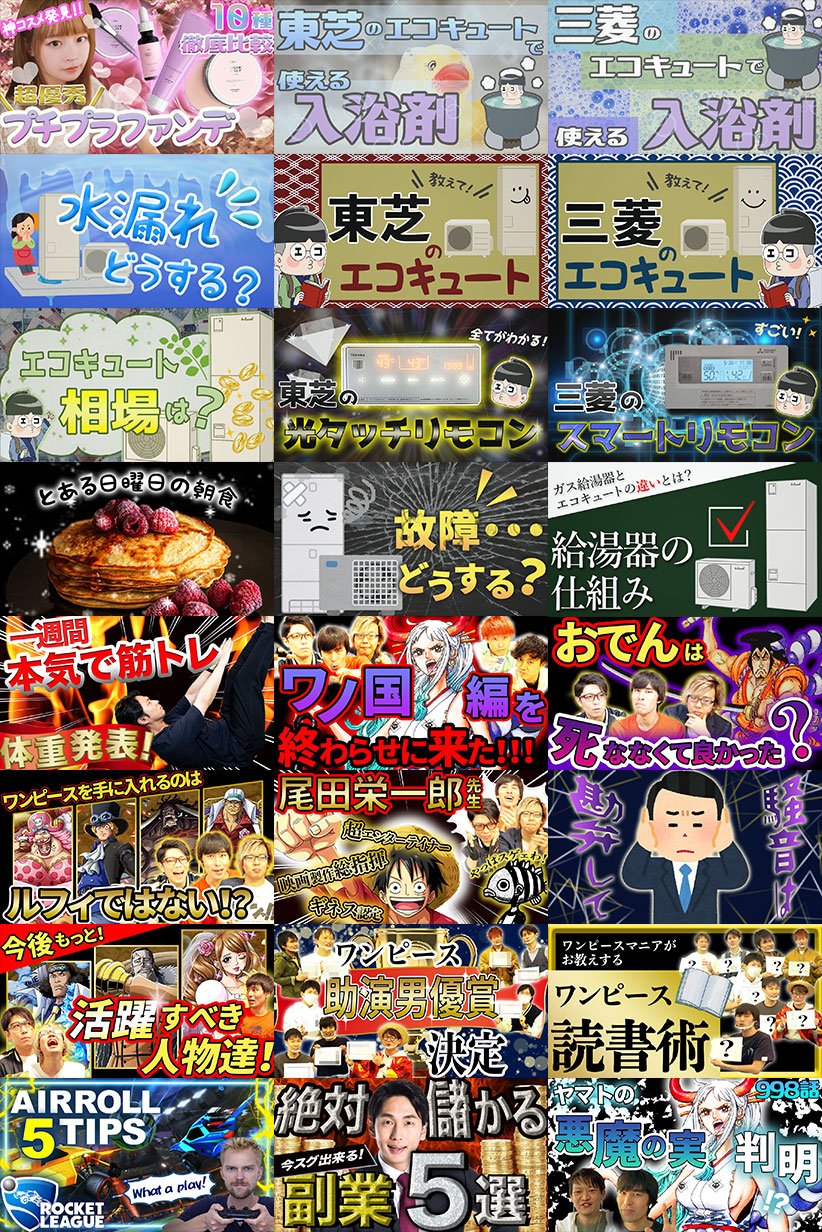 神コスメ発見!!
10種
徹底比較
超優秀
プチプラファンデ
東芝のエコキュートで
使える
入浴剤
三菱の
エコキュートで
使える 入浴剤
水漏れ
どうする?
教えて!
東芝
の
エコキュート
教えて!
三菱
の
エコキュート
エコキュート
相場は?
エコ
全てがわかる!
TOSHIBA
43℃ 43
東芝の
エコ
光タッチリモコン
すごい!
50℃ 42
三菱の
エコ
スマートリモコン
とある日曜日の朝食
故障・・・
どうする?
ガス給湯器と
エコキュートの違いとは?
給湯器の
仕組み
一週間
本気で筋トレ
体重発表!
ワノ国編を
終わらせに来た!!!
おでんは
死ななくて良かった?
ワンピースを手に入れるのは
ルフィではない!?
尾田栄一郎先生
超エンターテイナー
映画製作総指揮
ギネス認定
騒音は
勘弁して
今後もっと!
活躍すべき
人物達!
ワンピース
助演男優賞
決定
ワンピースマニアが
お教えする
ワンピース
読書術
? ? ? ? ? ? ?
AIRROLL
5 TIPS
What a play!
ROCKET
LEAGUE
絶対儲かる
今スグ出来る!
副業5選
ヤマトの 998話
悪魔の実
判明
!?